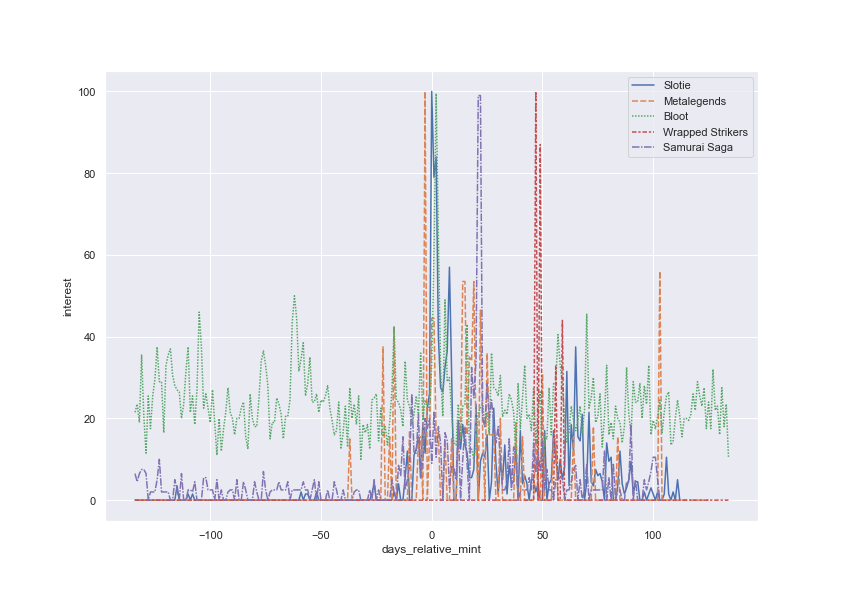 Slotie
Metalegends
Bloot
Wrapped Strikers
Samurai Saga
100
80
60
40
20
0
interest
−100
−50
0
50
100
days_relative_mint